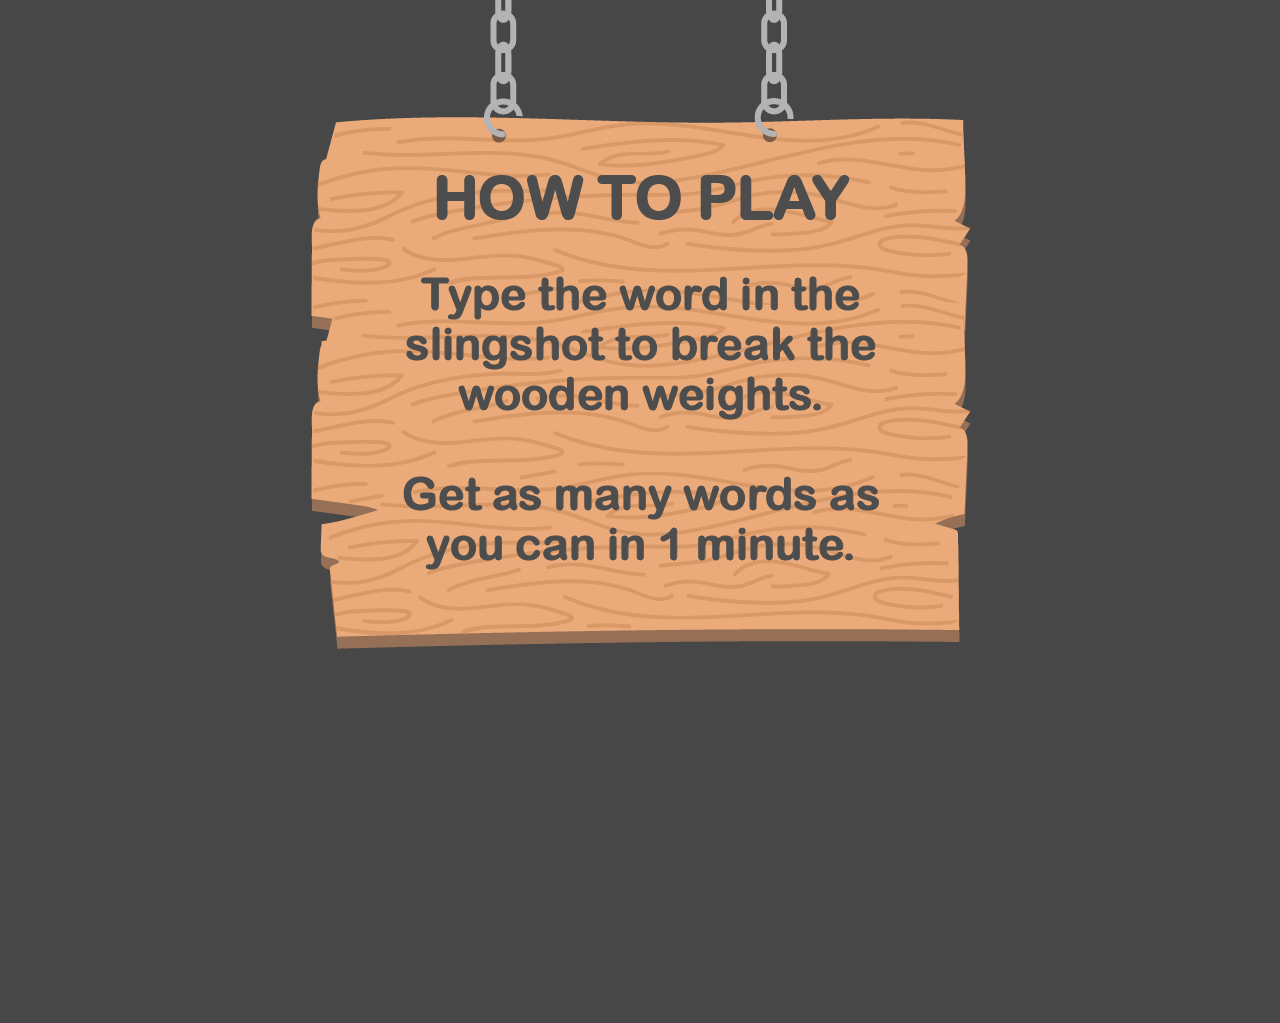 HOW TO PLAY
Type the word in the
slingshot to break the
wooden weights.
Get as many words as
you can in 1 minute.